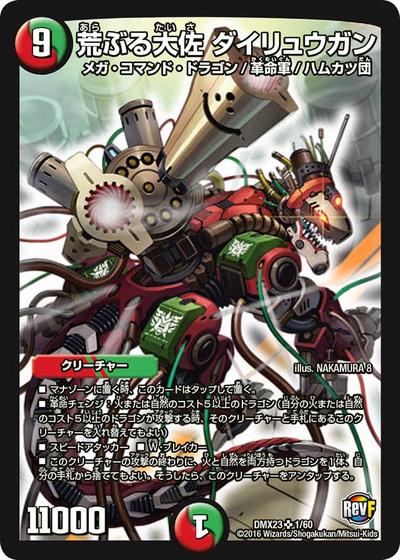 9
荒ぶる大佐 ダイリュウガン
あら たい さ
メガ・コマンド・ドラゴン/革命軍/ハムカツ団
かくめいぐん だん
illus. NAKAMURA 8
クリーチャー
■マナゾーンに置く時、このカードはタップして置く。
■革命チェンジ：火または自然のコスト5以上のドラゴン（自分の火または自然
のコスト5以上のドラゴンが攻撃する時、そのクリーチャーと手札にあるこのク
リーチャーを入れ替えてもよい）
■スピードアタッカー ■W・ブレイカー
■このクリーチャーの攻撃の終わりに、火と自然を両方持つドラゴンを1体、自
分の手札から捨ててもよい。そうしたら、このクリーチャーをアンタップする。
11000
1
DMX23 1/60
©2016 Wizards/Shogakukan/Mitsui-Kids
RevF